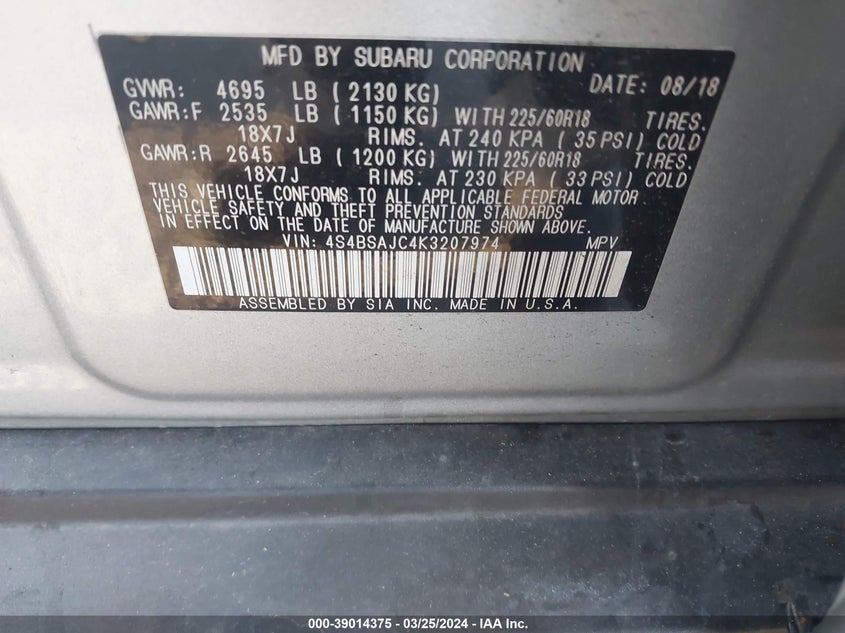 MFD BY SUBARU CORPORATION
GVWR: 4695 LB (2130 KG) DATE: 08/18
GAWR:F 2535 LB (1150 KG) WITH 225/60R18 TIRES.
18X7J RIMS. AT 240 KPA (35 PSI) COLD
GAWR:R 2645 LB (1200 KG) WITH 225/60R18 TIRES.
18X7J RIMS. AT 230 KPA (33 PSI) COLD
THIS VEHICLE CONFORMS TO ALL APPLICABLE FEDERAL MOTOR
VEHICLE SAFETY AND THEFT PREVENTION STANDARDS
IN EFFECT ON THE DATE OF MANUFACTURE SHOWN ABOVE.
VIN: 4S4BSAJC4K3207974 MPV
ASSEMBLED BY SIA INC. MADE IN U.S.A.
000-39014375 - 03/25/2024 - IAA Inc.